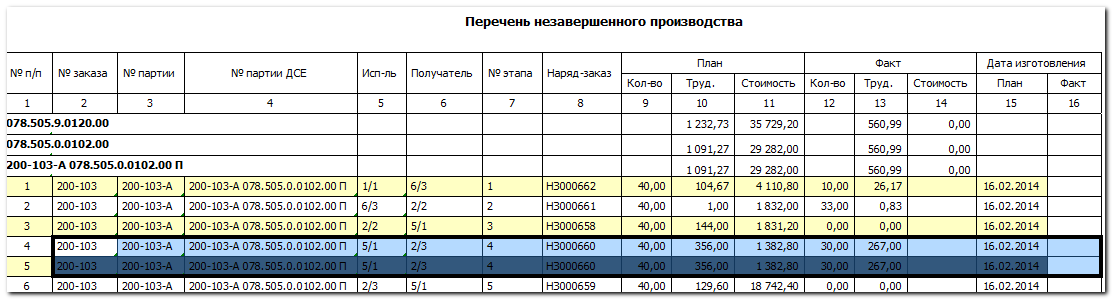 Перечень незавершенного производства
№ п/п № заказа № партии № партии ДСЕ Исп-ль Получатель № этапа Наряд-заказ План Факт Дата изготовления
Кол-во Труд. Стоимость Кол-во Труд. Стоимость План Факт
1 2 3 4 5 6 7 8 9 10 11 12 13 14 15 16
078.505.9.0120.00 1 232,73 35 729,20 560,99 0,00
078.505.0.0102.00 1 091,27 29 282,00 560,99 0,00
200-103-А 078.505.0.0102.00 П 1 091,27 29 282,00 560,99 0,00
1 200-103 200-103-А 200-103-А 078.505.0.0102.00 П 1/1 6/3 1 НЗ000662 40,00 104,67 4 110,80 10,00 26,17 16.02.2014
2 200-103 200-103-А 200-103-А 078.505.0.0102.00 П 6/3 2/2 2 НЗ000661 40,00 1,00 1 832,00 33,00 0,83 16.02.2014
3 200-103 200-103-А 200-103-А 078.505.0.0102.00 П 2/2 5/1 3 НЗ000658 40,00 144,00 1 831,20 0,00 0,00 16.02.2014
4 200-103 200-103-А 200-103-А 078.505.0.0102.00 П 5/1 2/3 4 НЗ000660 40,00 356,00 1 382,80 30,00 267,00 16.02.2014
5 200-103 200-103-А 200-103-А 078.505.0.0102.00 П 5/1 2/3 4 НЗ000660 40,00 356,00 1 382,80 30,00 267,00 16.02.2014
6 200-103 200-103-А 200-103-А 078.505.0.0102.00 П 2/3 5/1 5 НЗ000659 40,00 129,60 18 742,40 0,00 0,00 16.02.2014